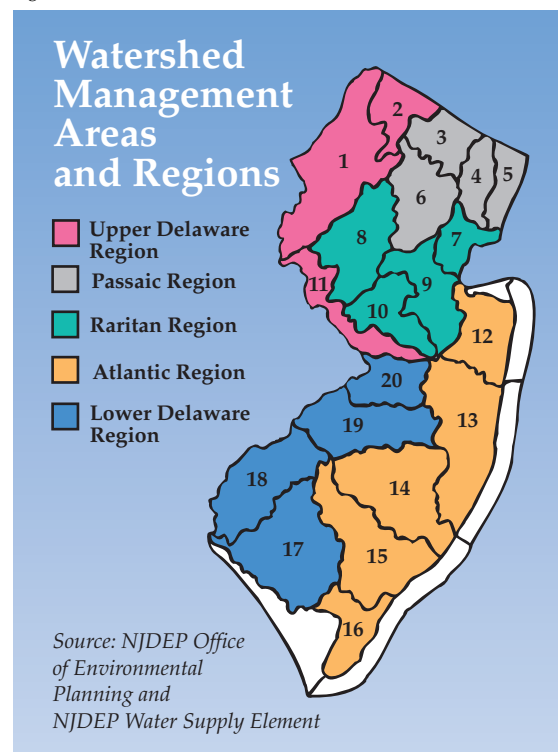 Watershed
Management
Areas
and Regions
Upper Delaware
Region
Passaic Region
Raritan Region
Atlantic Region
Lower Delaware
Region
1
2
3
4
5
6
7
8
9
10
11
12
13
14
15
16
17
18
19
20
Source: NJDEP Office
of Environmental
Planning and
NJDEP Water Supply Element